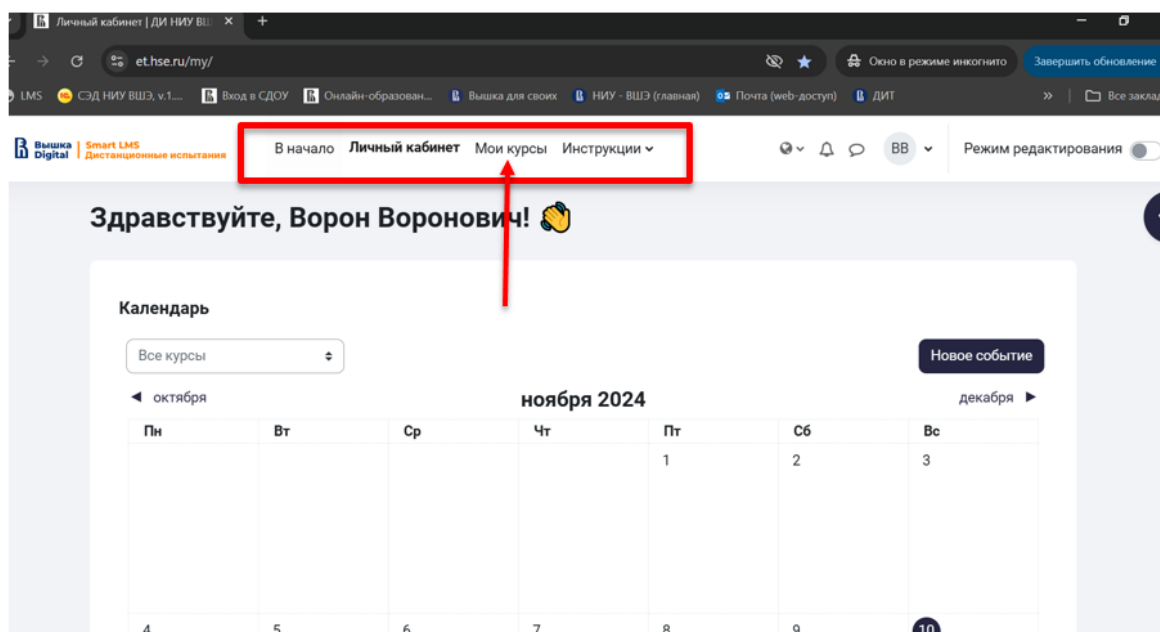 Личный кабинет | ДИ НИУ ВШ
et.hse.ru/my/
Окно в режиме инкогнито
Завершить обновление
LMS СЭД НИУ ВШЭ, v.1.... Вход в СДОУ Онлайн-образован... Вышка для своих НИУ - ВШЭ (главная) Почта (web-доступ) ДИТ » Все заклад
Вышка Digital
Smart LMS
Дистанционные испытания
В начало Личный кабинет Мои курсы Инструкции
ВВ
Режим редактирования
Здравствуйте, Ворон Воронович! 👏
Календарь
Все курсы
Новое событие
◄ октября ноября 2024 декабря ►
Пн Вт Ср Чт Пт Сб Вс
1 2 3
4 5 6 7 8 9 10